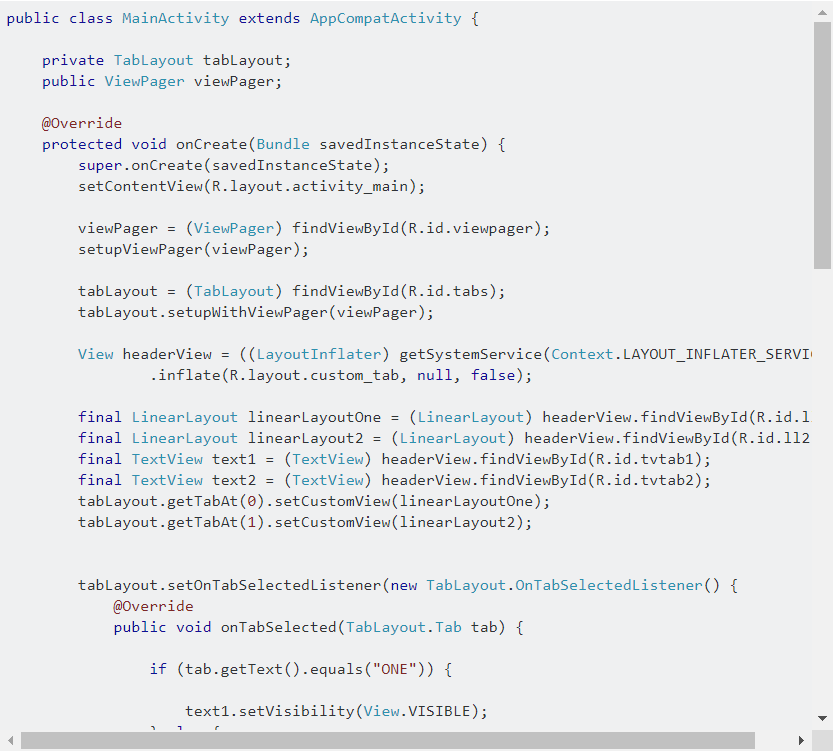 public class MainActivity extends AppCompatActivity {
private TabLayout tabLayout;
public ViewPager viewPager;
@Override
protected void onCreate(Bundle savedInstanceState) {
super.onCreate(savedInstanceState);
setContentView(R.layout.activity_main);
viewPager = (ViewPager) findViewById(R.id.viewpager);
setupViewPager(viewPager);
tabLayout = (TabLayout) findViewById(R.id.tabs);
tabLayout.setupWithViewPager(viewPager);
View headerView = ((LayoutInflater) getSystemService(Context.LAYOUT_INFLATER_SERVI
.inflate(R.layout.custom_tab, null, false);
final LinearLayout linearLayoutOne = (LinearLayout) headerView.findViewById(R.id.l
final LinearLayout linearLayout2 = (LinearLayout) headerView.findViewById(R.id.ll2
final TextView text1 = (TextView) headerView.findViewById(R.id.tvtab1);
final TextView text2 = (TextView) headerView.findViewById(R.id.tvtab2);
tabLayout.getTabAt(0).setCustomView(linearLayoutOne);
tabLayout.getTabAt(1).setCustomView(linearLayout2);
tabLayout.setOnTabSelectedListener(new TabLayout.OnTabSelectedListener() {
@Override
public void onTabSelected(TabLayout.Tab tab) {
if (tab.getText().equals("ONE")) {
text1.setVisibility(View.VISIBLE);